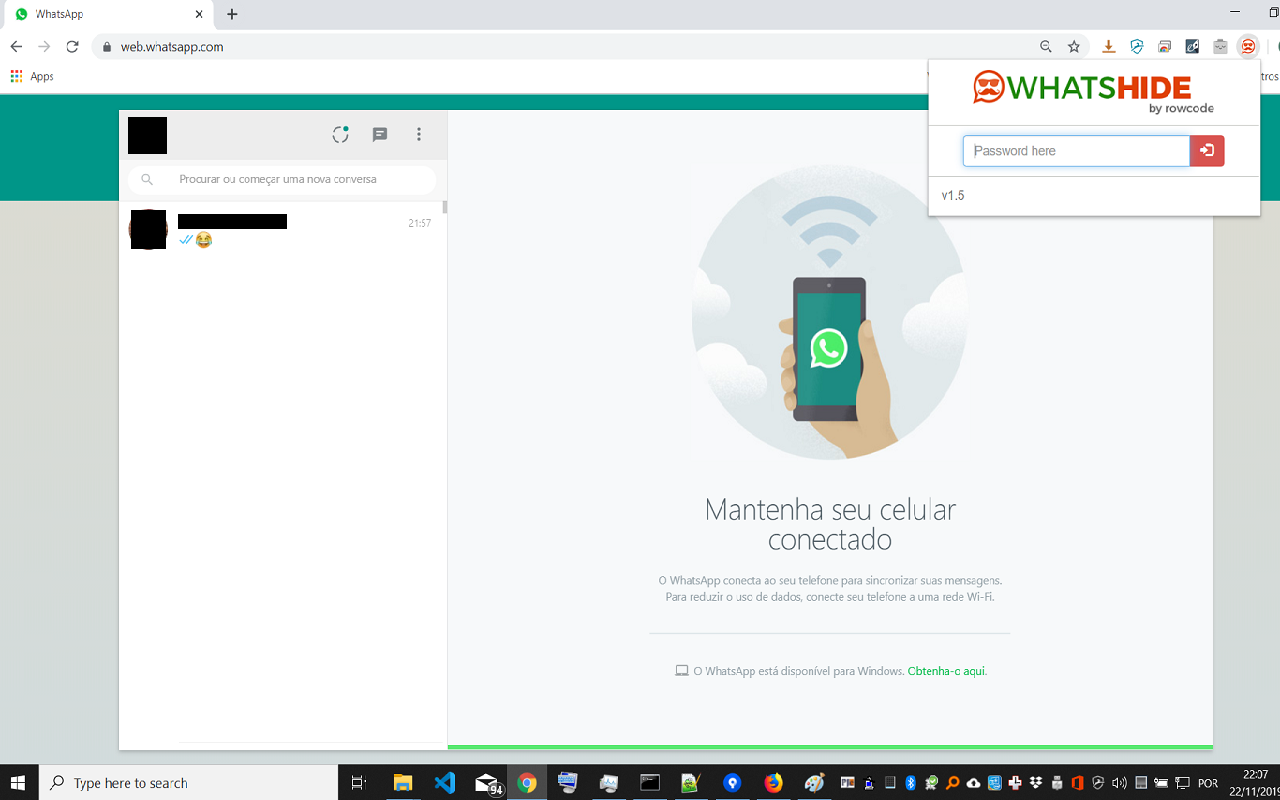 WhatsApp
web.whatsapp.com
Apps
tros
WHATSHIDE
by rowcode
Password here
v1.5
Procurar ou começar uma nova conversa
21:57
Mantenha seu celular
conectado
O WhatsApp conecta ao seu telefone para sincronizar suas mensagens.
Para reduzir o uso de dados, conecte seu telefone a uma rede Wi-Fi.
O WhatsApp está disponível para Windows. Obtenha-o aqui.
Type here to search
94
POR
22:07
22/11/2019